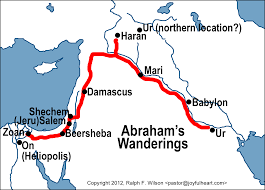 Ur (northern location?)
Haran
Mari
Damascus
Shechem
(Jeru)Salem
Babylon
Zoan
Beersheba
Ur
On
(Heliopolis)
Abraham's
Wanderings
Copyright 2012, Ralph F. Wilson <pastor@joyfulheart.com>